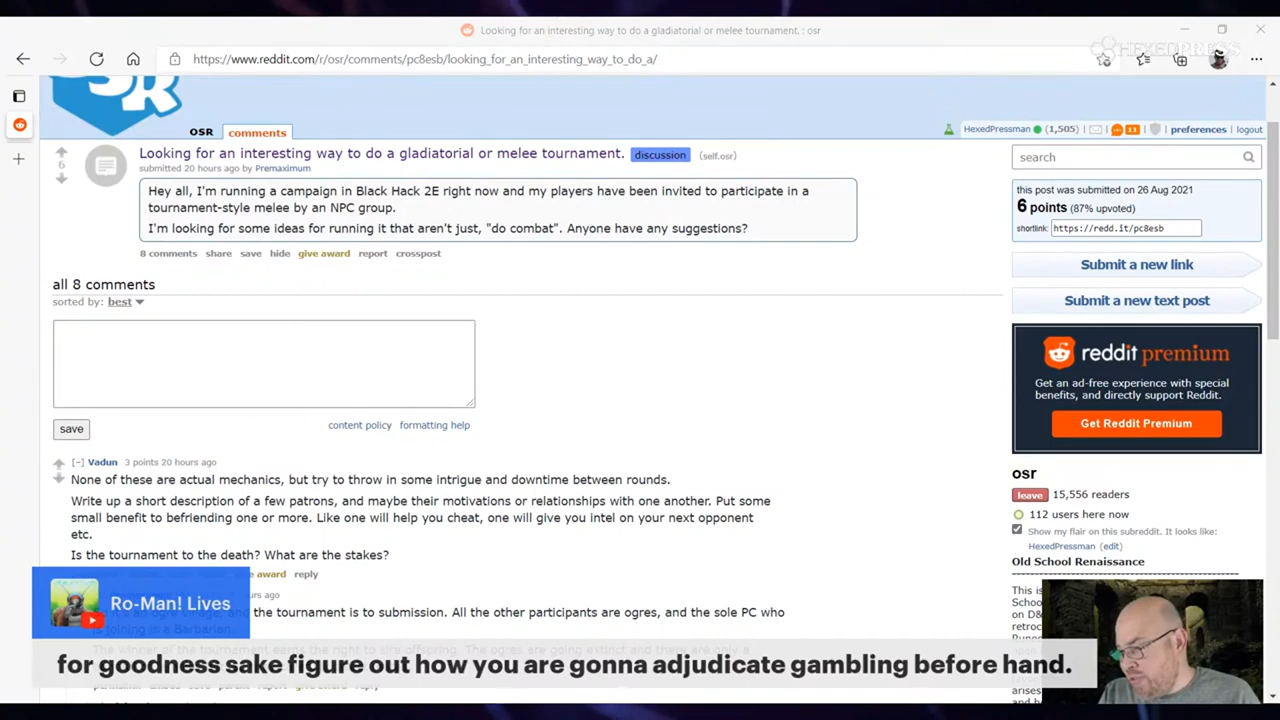 Looking for an interesting way to do a gladiatorial or melee tournament. : osr
HEXEDPRESS
https://www.reddit.com/r/osr/comments/pc8esb/looking_for_an_interesting_way_to_do_a/
OSR comments
HexedPressman (1,505) 11 preferences logout
6
Looking for an interesting way to do a gladiatorial or melee tournament. discussion (self.osr)
submitted 20 hours ago by Premaximum
Hey all, I'm running a campaign in Black Hack 2E right now and my players have been invited to participate in a
tournament-style melee by an NPC group.
I'm looking for some ideas for running it that aren't just, "do combat". Anyone have any suggestions?
8 comments share save hide give award report crosspost
all 8 comments
sorted by: best
save
content policy formatting help
[-] Vadun 3 points 20 hours ago
None of these are actual mechanics, but try to throw in some intrigue and downtime between rounds.
Write up a short description of a few patrons, and maybe their motivations or relationships with one another. Put some
small benefit to befriending one or more. Like one will help you cheat, one will give you intel on your next opponent
etc.
Is the tournament to the death? What are the stakes?
award reply
ago
the tournament is to submission. All the other participants are ogres, and the sole PC who
is joining is a Barbarian.
search
this post was submitted on 26 Aug 2021
6 points (87% upvoted)
shortlink: https://redd.it/pc8esb
Submit a new link
Submit a new text post
reddit premium
Get an ad-free experience with special
benefits, and directly support Reddit.
Get Reddit Premium
osr
leave 15,556 readers
112 users here now
Show my flair on this subreddit. It looks like:
HexedPressman (edit)
Old School Renaissance
This is
School
on D&
retroc
arises
Ro-Man! Lives
for goodness sake figure out how you are gonna adjudicate gambling before hand.